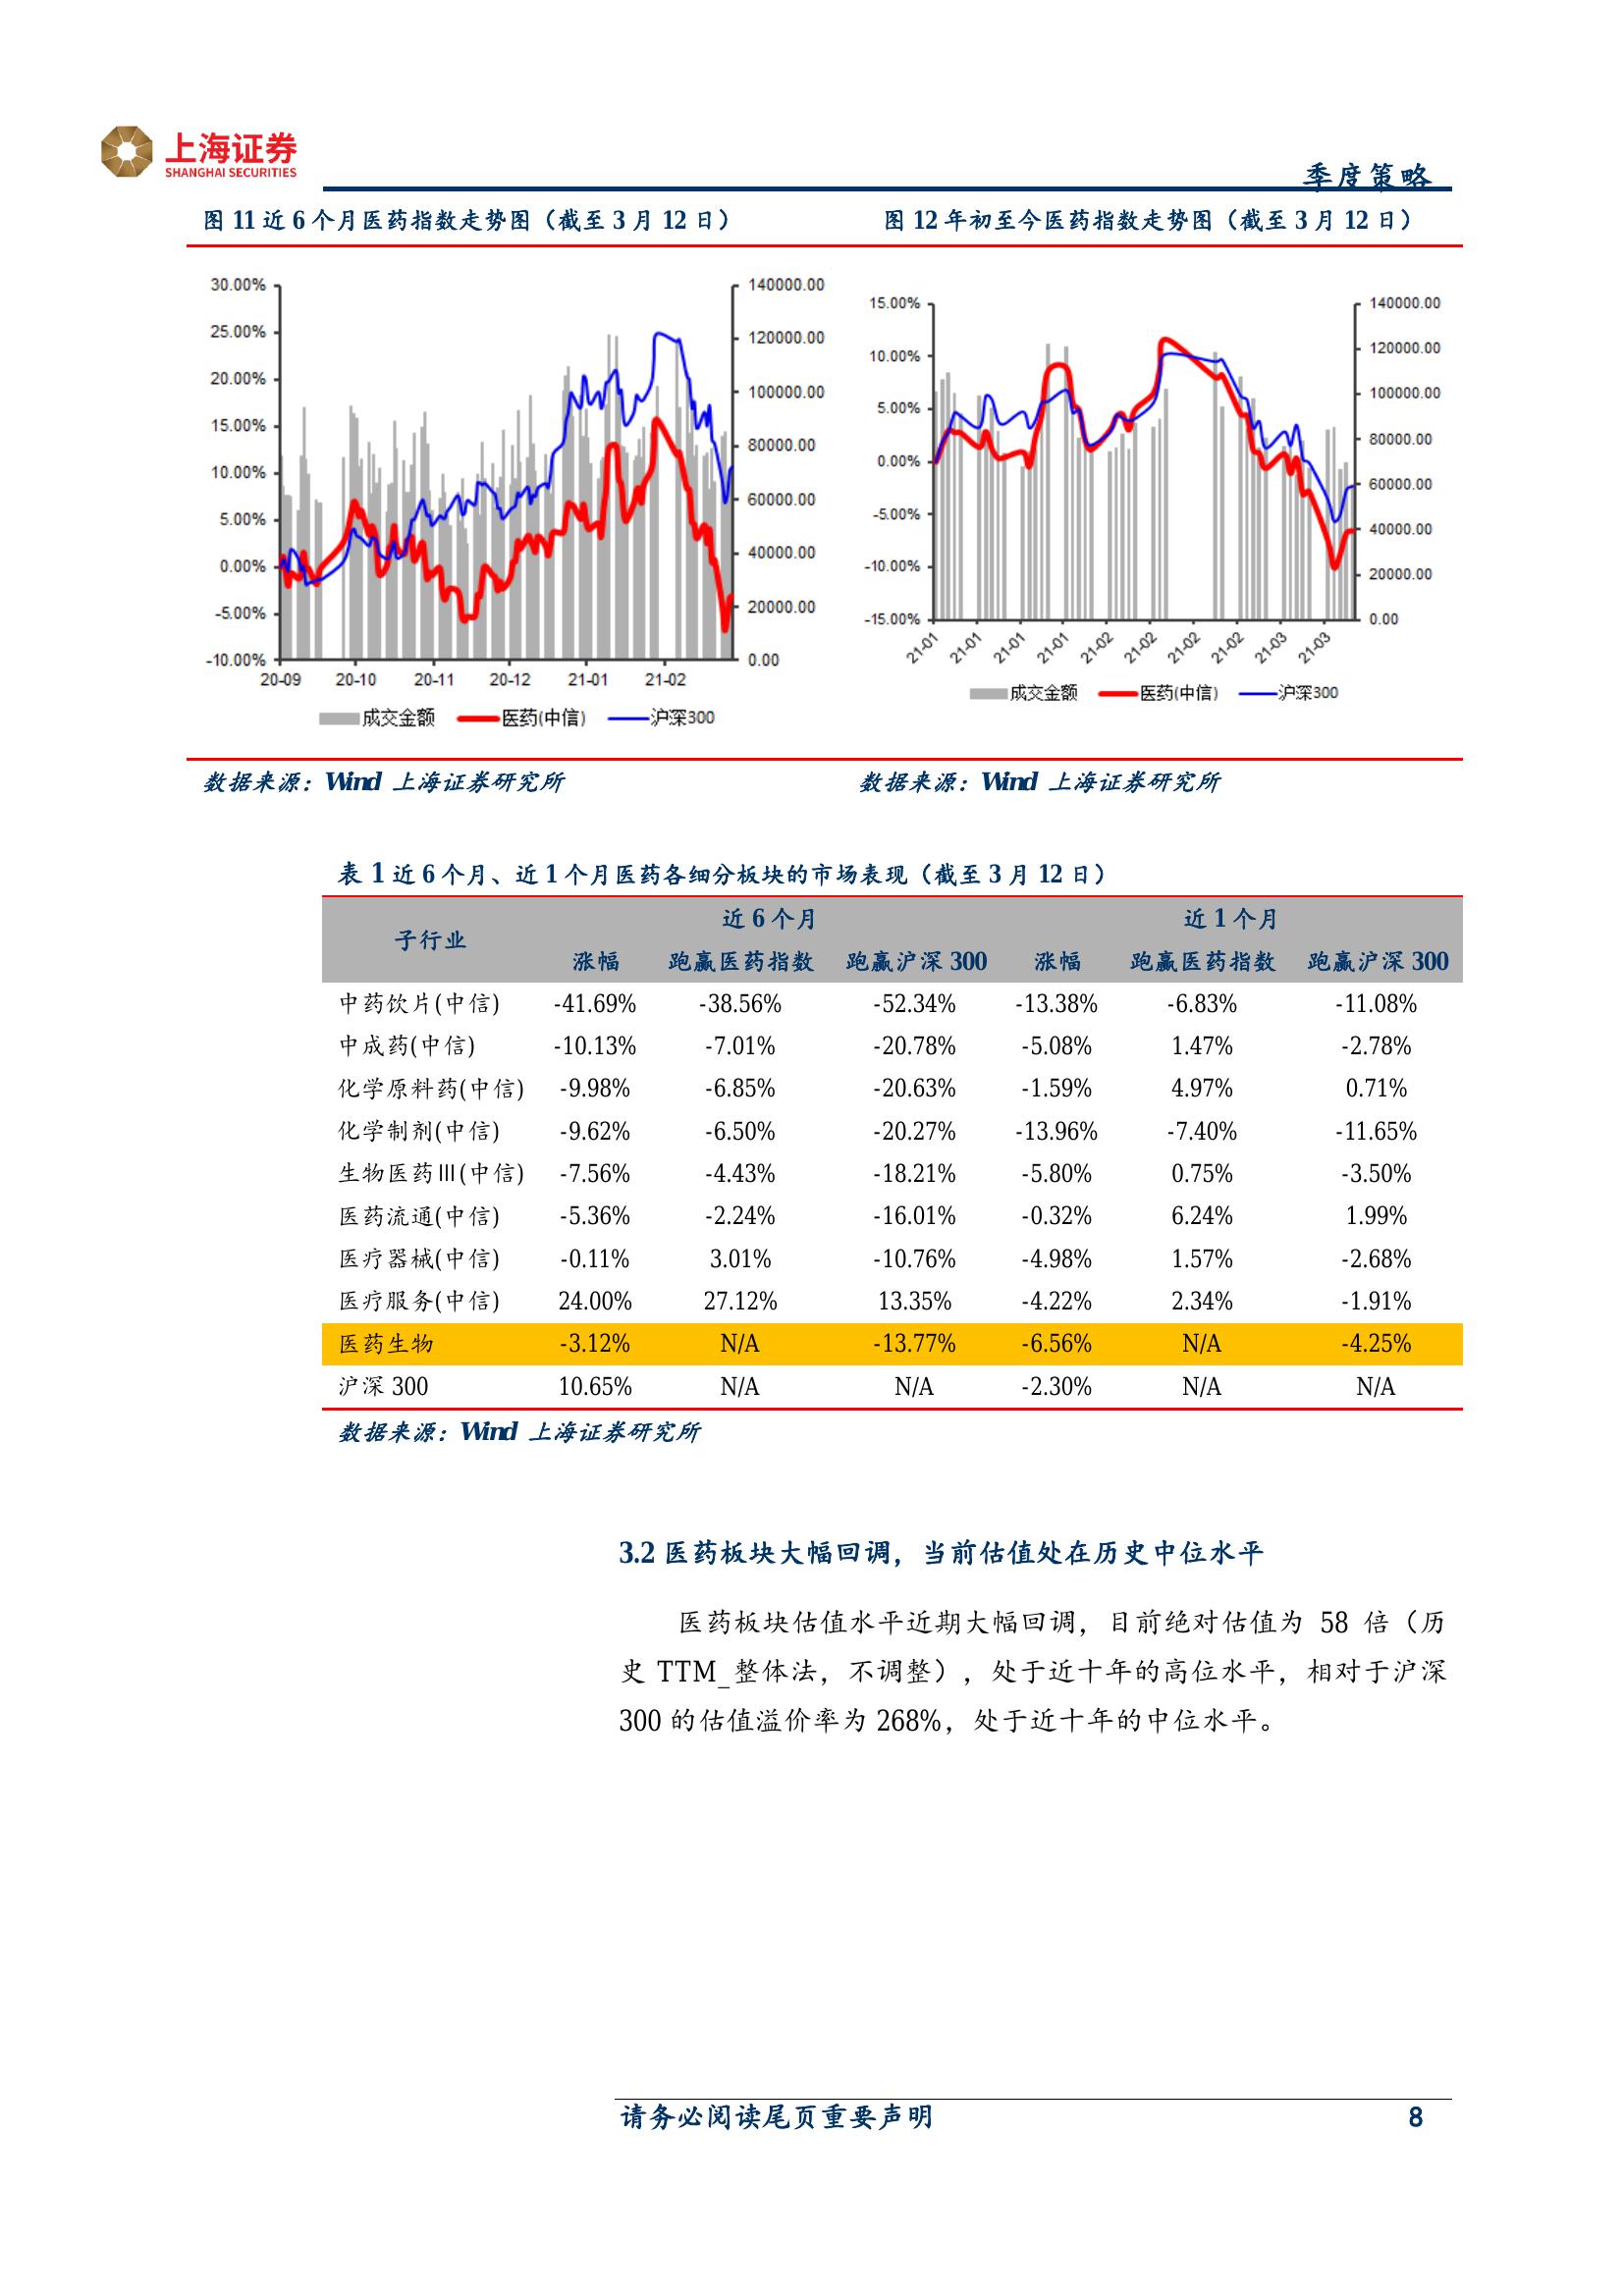 上海证券
SHANGHAI SECURITIES
季度策略
图 11 近 6 个月医药指数走势图（截至 3 月 12 日）
图 12 年初至今医药指数走势图（截至 3 月 12 日）
30.00%
25.00%
20.00%
15.00%
10.00%
5.00%
0.00%
-5.00%
-10.00%
140000.00
120000.00
100000.00
80000.00
60000.00
40000.00
20000.00
0.00
20-09 20-10 20-11 20-12 21-01 21-02
成交金额 医药(中信) 沪深300
15.00%
10.00%
5.00%
0.00%
-5.00%
-10.00%
-15.00%
140000.00
120000.00
100000.00
80000.00
60000.00
40000.00
20000.00
0.00
21-01 21-01 21-01 21-01 21-02 21-02 21-02 21-02 21-03 21-03
成交金额 医药(中信) 沪深300
数据来源：Wind 上海证券研究所
数据来源：Wind 上海证券研究所
表 1 近 6 个月、近 1 个月医药各细分板块的市场表现（截至 3 月 12 日）
子行业 近 6 个月 近 1 个月
涨幅 跑赢医药指数 跑赢沪深 300 涨幅 跑赢医药指数 跑赢沪深 300
中药饮片(中信) -41.69% -38.56% -52.34% -13.38% -6.83% -11.08%
中成药(中信) -10.13% -7.01% -20.78% -5.08% 1.47% -2.78%
化学原料药(中信) -9.98% -6.85% -20.63% -1.59% 4.97% 0.71%
化学制剂(中信) -9.62% -6.50% -20.27% -13.96% -7.40% -11.65%
生物医药Ⅲ(中信) -7.56% -4.43% -18.21% -5.80% 0.75% -3.50%
医药流通(中信) -5.36% -2.24% -16.01% -0.32% 6.24% 1.99%
医疗器械(中信) -0.11% 3.01% -10.76% -4.98% 1.57% -2.68%
医疗服务(中信) 24.00% 27.12% 13.35% -4.22% 2.34% -1.91%
医药生物 -3.12% N/A -13.77% -6.56% N/A -4.25%
沪深 300 10.65% N/A N/A -2.30% N/A N/A
数据来源：Wind 上海证券研究所
3.2 医药板块大幅回调，当前估值处在历史中位水平
医药板块估值水平近期大幅回调，目前绝对估值为 58 倍（历
史 TTM_整体法，不调整），处于近十年的高位水平，相对于沪深
300 的估值溢价率为 268%，处于近十年的中位水平。
请务必阅读尾页重要声明 8